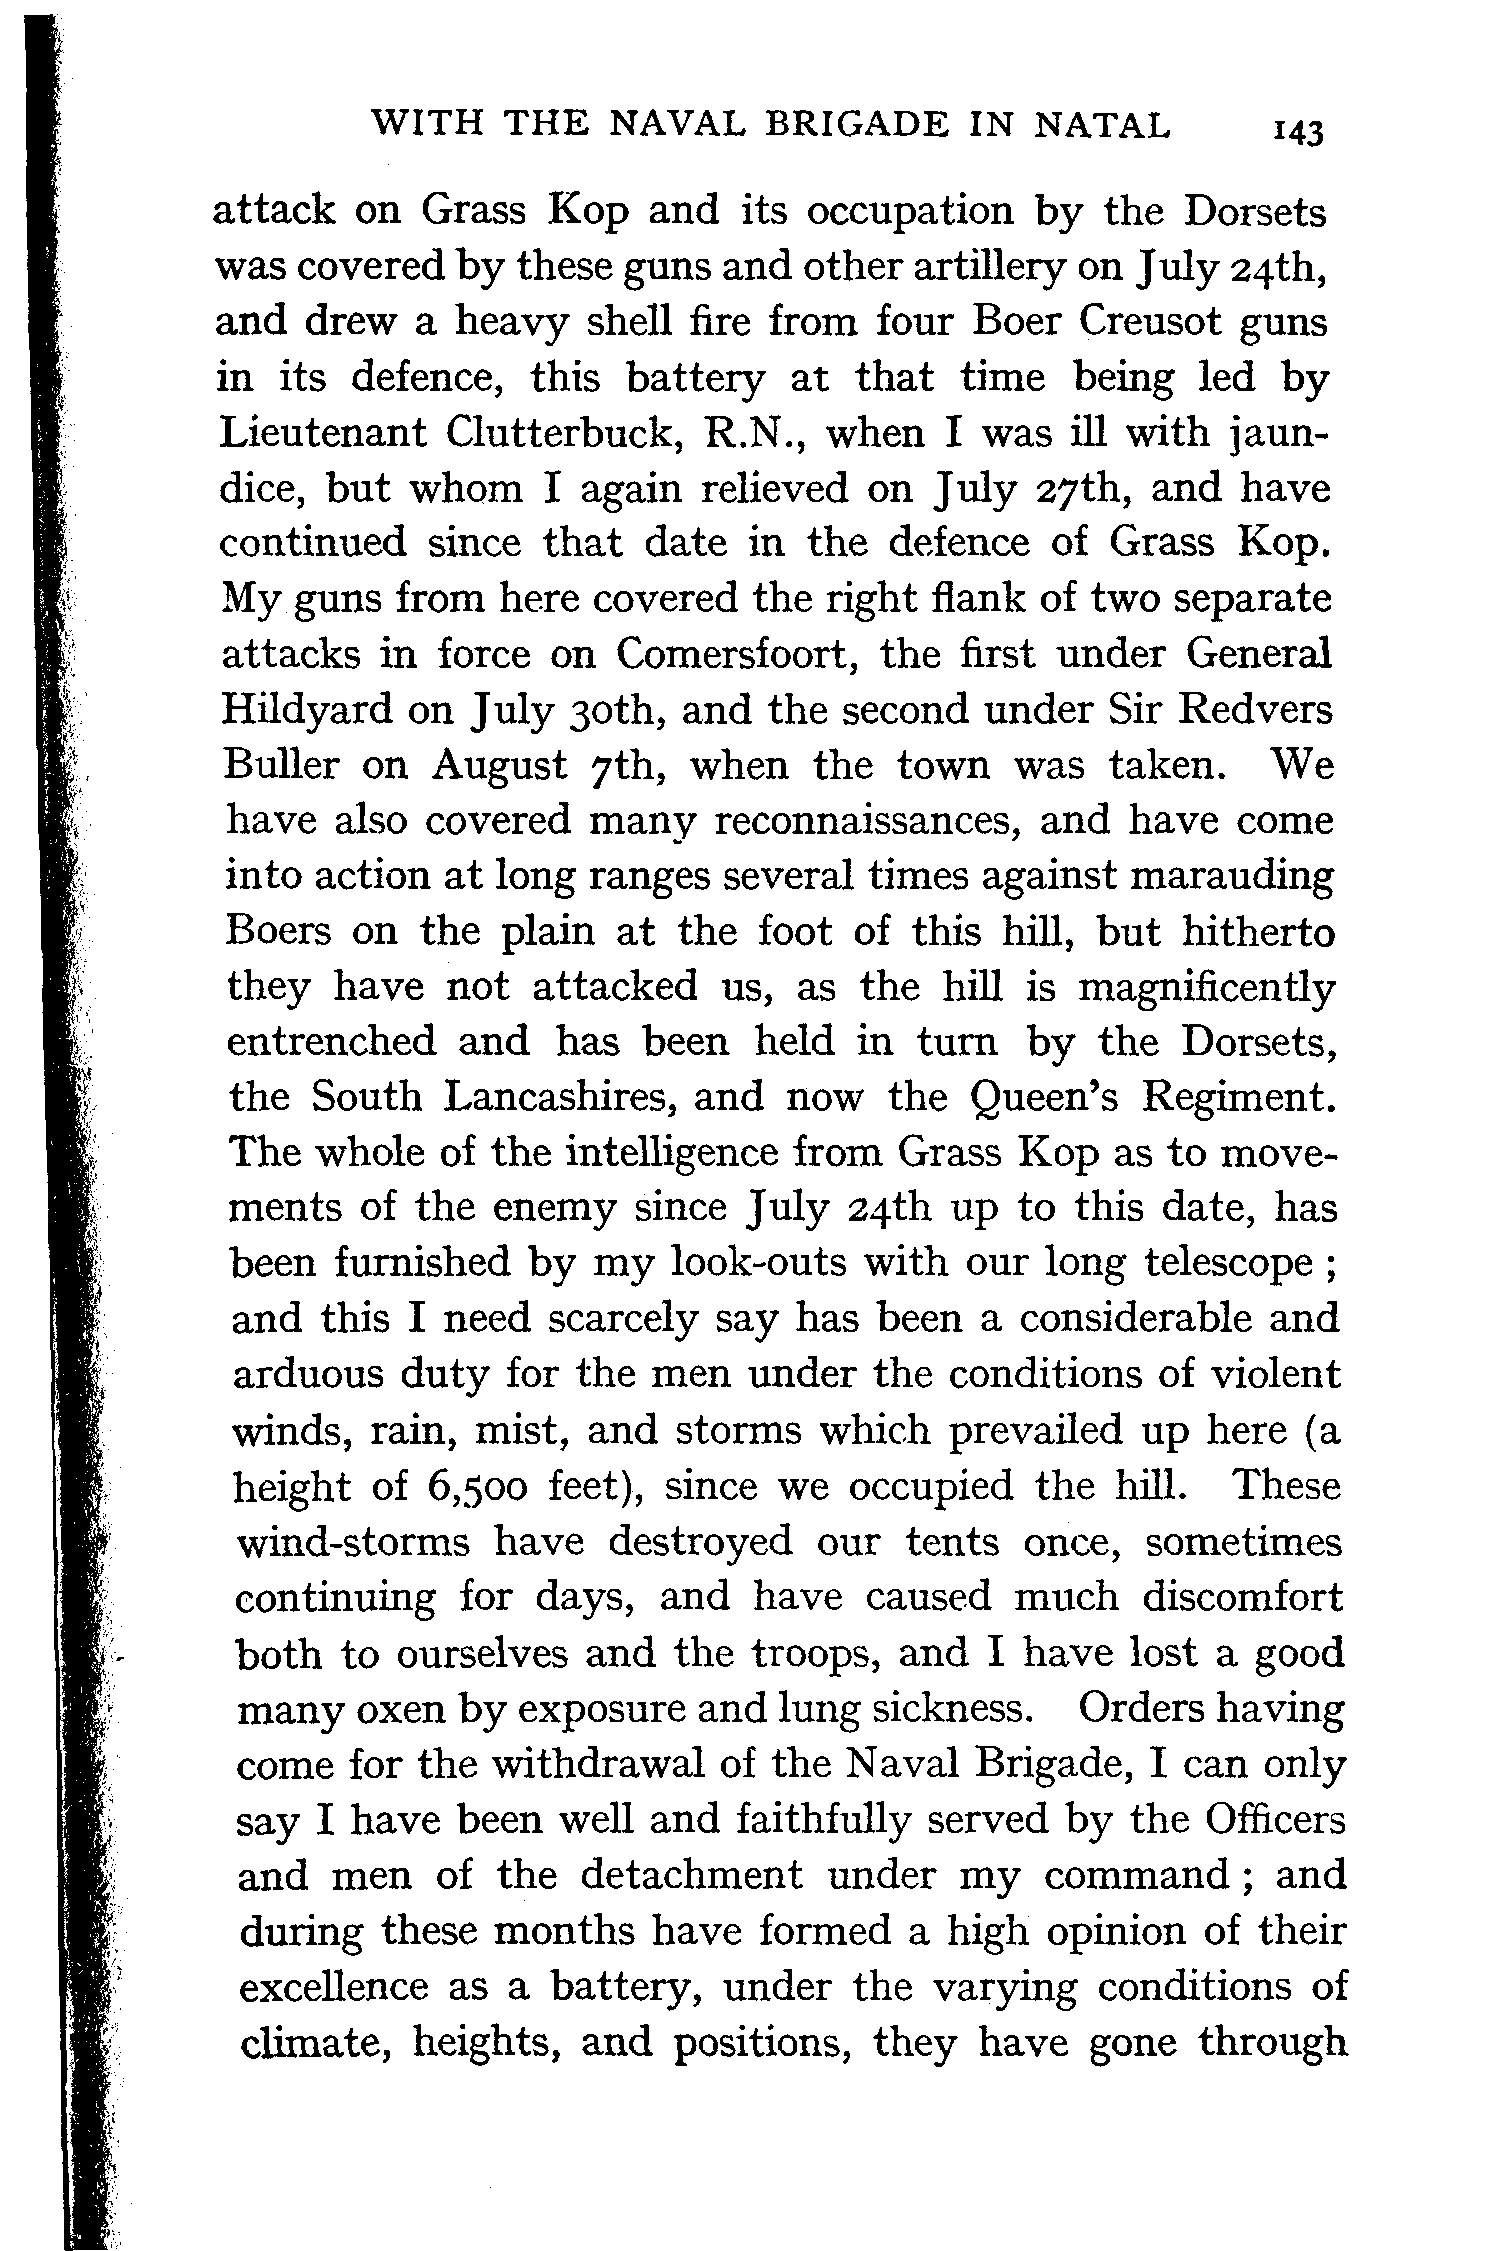 WITH THE NAVAL BRIGADE IN NATAL 143
attack on Grass Kop and its occupation by the Dorsets
was covered by these guns and other artillery on July 24th,
and drew a heavy shell fire from four Boer Creusot guns
in its defence, this battery at that time being led by
Lieutenant Clutterbuck, R.N., when I was ill with jaun-
dice, but whom I again relieved on July 27th, and have
continued since that date in the defence of Grass Kop.
My guns from here covered the right flank of two separate
attacks in force on Comersfoort, the first under General
Hildyard on July 30th, and the second under Sir Redvers
Buller on August 7th, when the town was taken. We
have also covered many reconnaissances, and have come
into action at long ranges several times against marauding
Boers on the plain at the foot of this hill, but hitherto
they have not attacked us, as the hill is magnificently
entrenched and has been held in turn by the Dorsets,
the South Lancashires, and now the Queen's Regiment.
The whole of the intelligence from Grass Kop as to move-
ments of the enemy since July 24th up to this date, has
been furnished by my look-outs with our long telescope ;
and this I need scarcely say has been a considerable and
arduous duty for the men under the conditions of violent
winds, rain, mist, and storms which prevailed up here (a
height of 6,500 feet), since we occupied the hill. These
wind-storms have destroyed our tents once, sometimes
continuing for days, and have caused much discomfort
both to ourselves and the troops, and I have lost a good
many oxen by exposure and lung sickness. Orders having
come for the withdrawal of the Naval Brigade, I can only
say I have been well and faithfully served by the Officers
and men of the detachment under my command ; and
during these months have formed a high opinion of their
excellence as a battery, under the varying conditions of
climate, heights, and positions, they have gone through